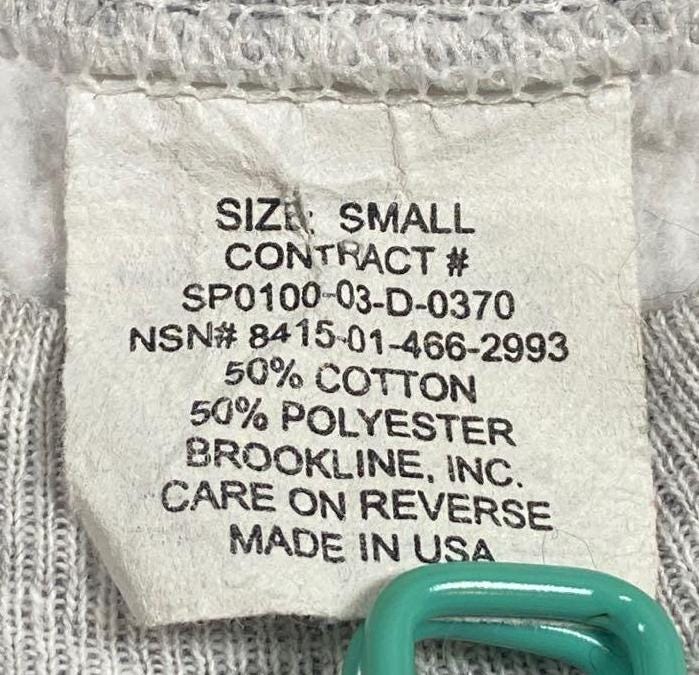 SIZE: SMALL
CONTRACT #
SP0100-03-D-0370
NSN# 8415-01-466-2993
50% COTTON
50% POLYESTER
BROOKLINE, INC.
CARE ON REVERSE
MADE IN USA